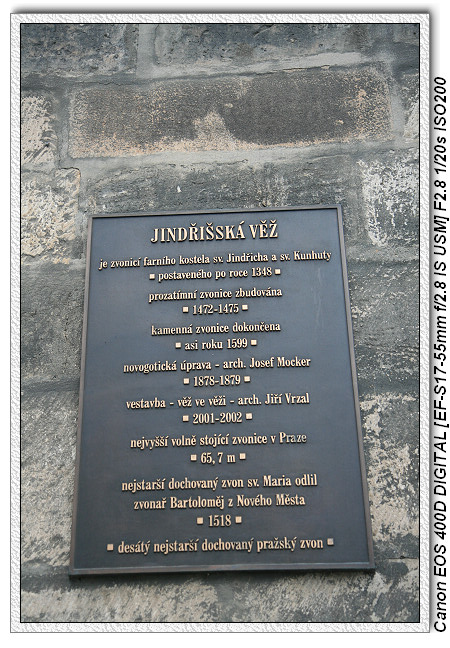 JINDŘIŠSKÁ VĚŽ
je zvonicí farního kostela sv. Jindřicha a sv. Kunhuty
▪ postaveného po roce 1348 ▪
prozatímní zvonice zbudována
▪ 1472-1475 ▪
kamenná zvonice dokončena
▪ asi roku 1599 ▪
novogotická úprava - arch. Josef Mocker
▪ 1878-1879 ▪
vestavba - věž ve věži - arch. Jiří Vrzal
▪ 2001-2002 ▪
nejvyšší volně stojící zvonice v Praze
▪ 65,7 m ▪
nejstarší dochovaný zvon sv. Maria odlil
zvonař Bartoloměj z Nového Města
▪ 1518 ▪
▪ desátý nejstarší dochovaný pražský zvon ▪
Canon EOS 400D DIGITAL [EF-S17-55mm f/2.8 IS USM] F2.8 1/20s ISO200